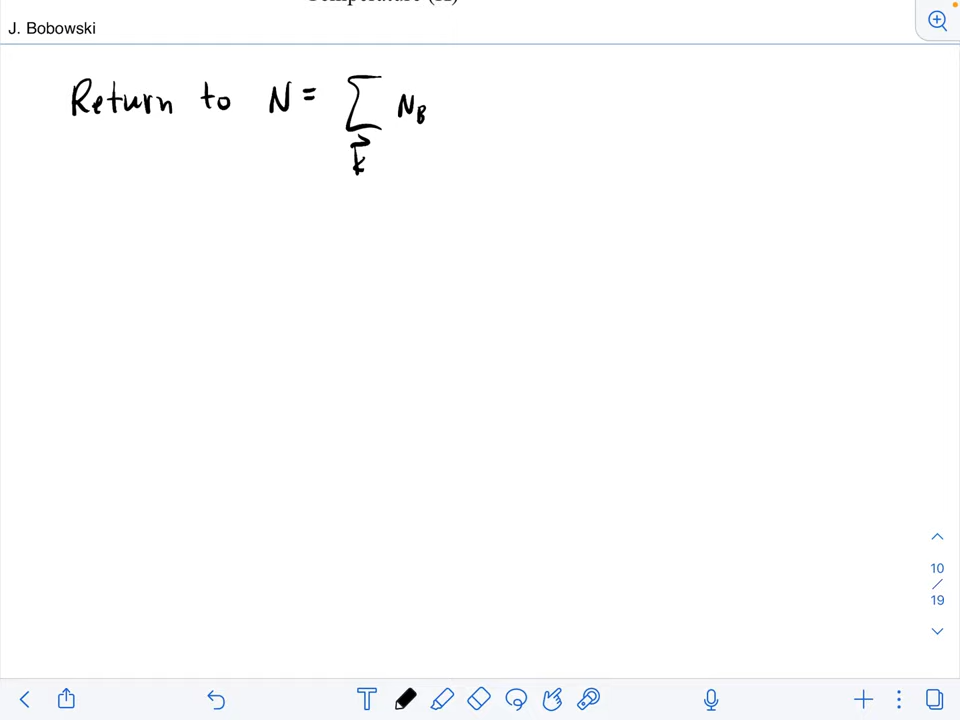 J. Bobowski
Return to N = ∑ N_B
k⃗
10
/
19